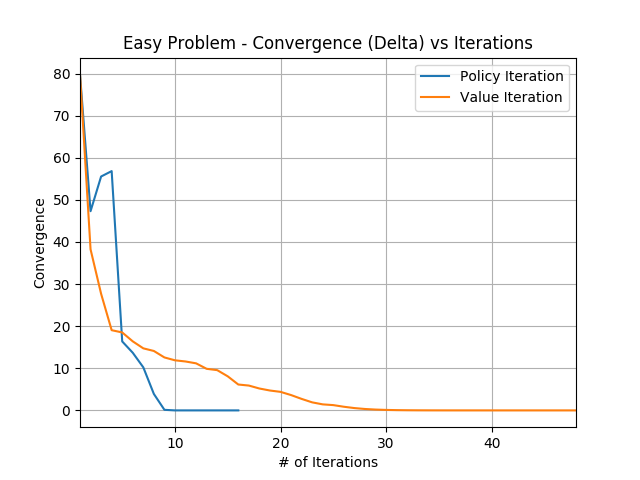 Easy Problem - Convergence (Delta) vs Iterations
Policy Iteration
Value Iteration
Convergence
80
70
60
50
40
30
20
10
0
10
20
30
40
# of Iterations